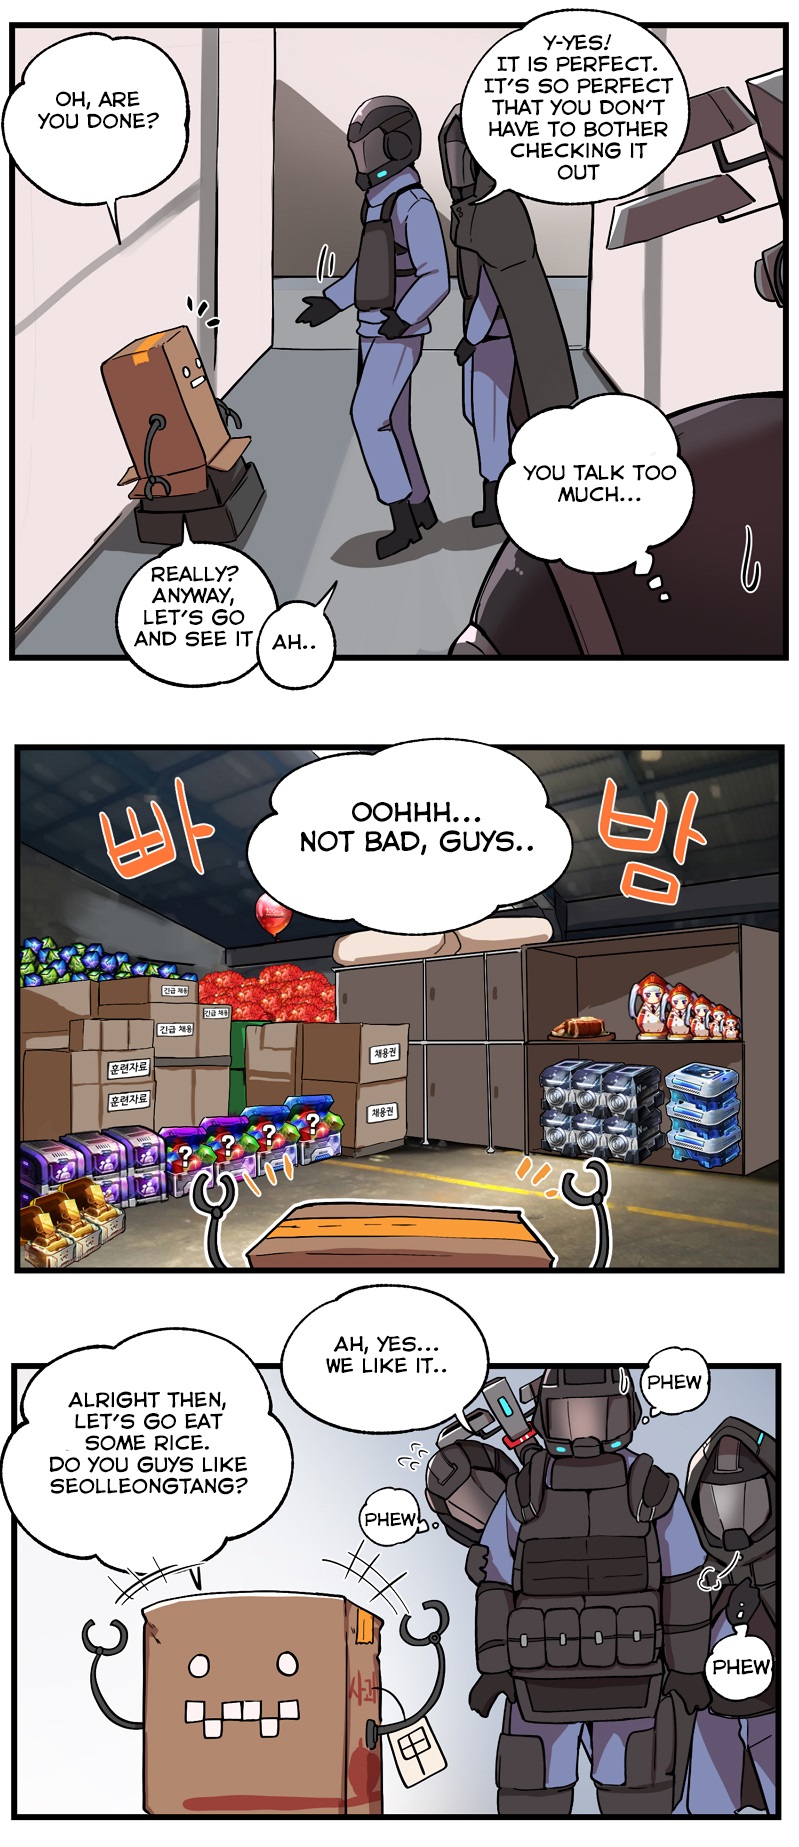 OH, ARE
YOU DONE?
Y-YES!
IT IS PERFECT.
IT'S SO PERFECT
THAT YOU DON'T
HAVE TO BOTHER
CHECKING IT
OUT
YOU TALK TOO
MUCH...
REALLY?
ANYWAY,
LET'S GO
AND SEE IT
AH..
빠
밤
OOHHH...
NOT BAD, GUYS..
긴급 채용
긴급 채용
긴급 채용
훈련자료
훈련자료
채용권
채용권
?
?
?
?
3
AH, YES...
WE LIKE IT..
PHEW
ALRIGHT THEN,
LET'S GO EAT
SOME RICE.
DO YOU GUYS LIKE
SEOLLEONGTANG?
PHEW
PHEW
사과